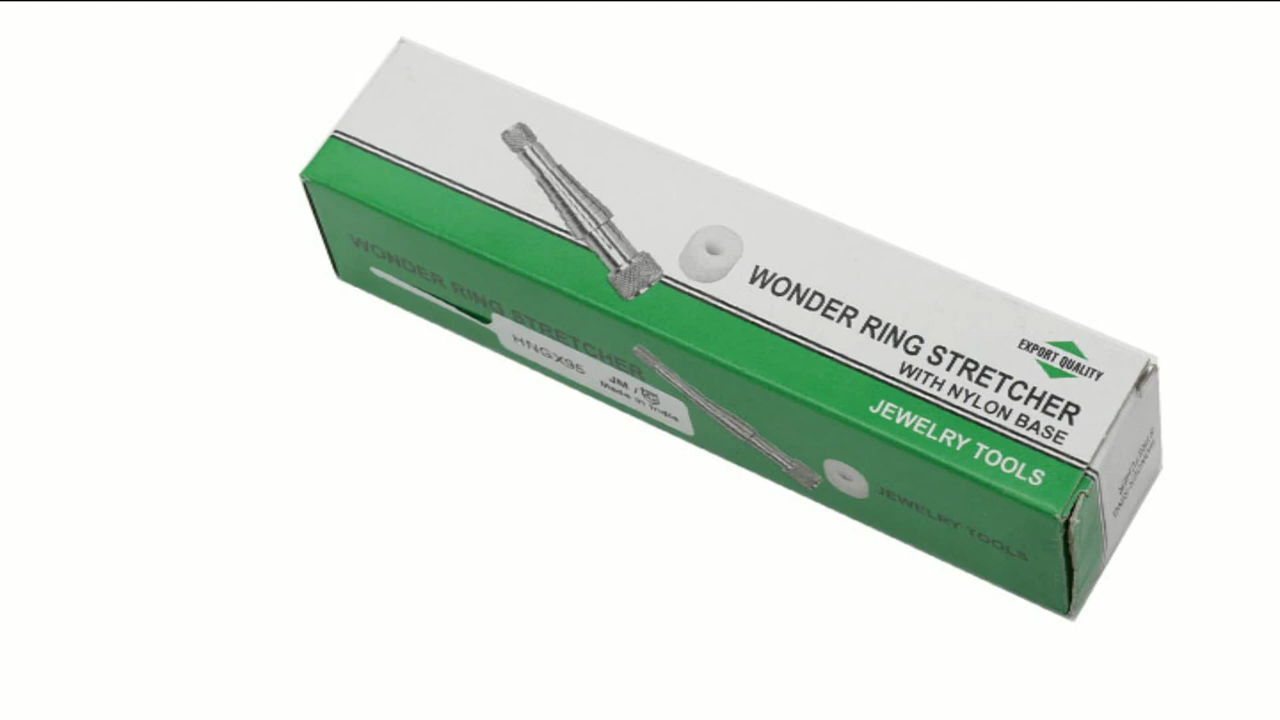 WONDER RING STRETCHER
WITH NYLON BASE
EXPORT QUALITY
JEWELRY TOOLS
WONDER RING STRETCHER
HNGX95
JM /
Made in India
JEWELRY TOOLS